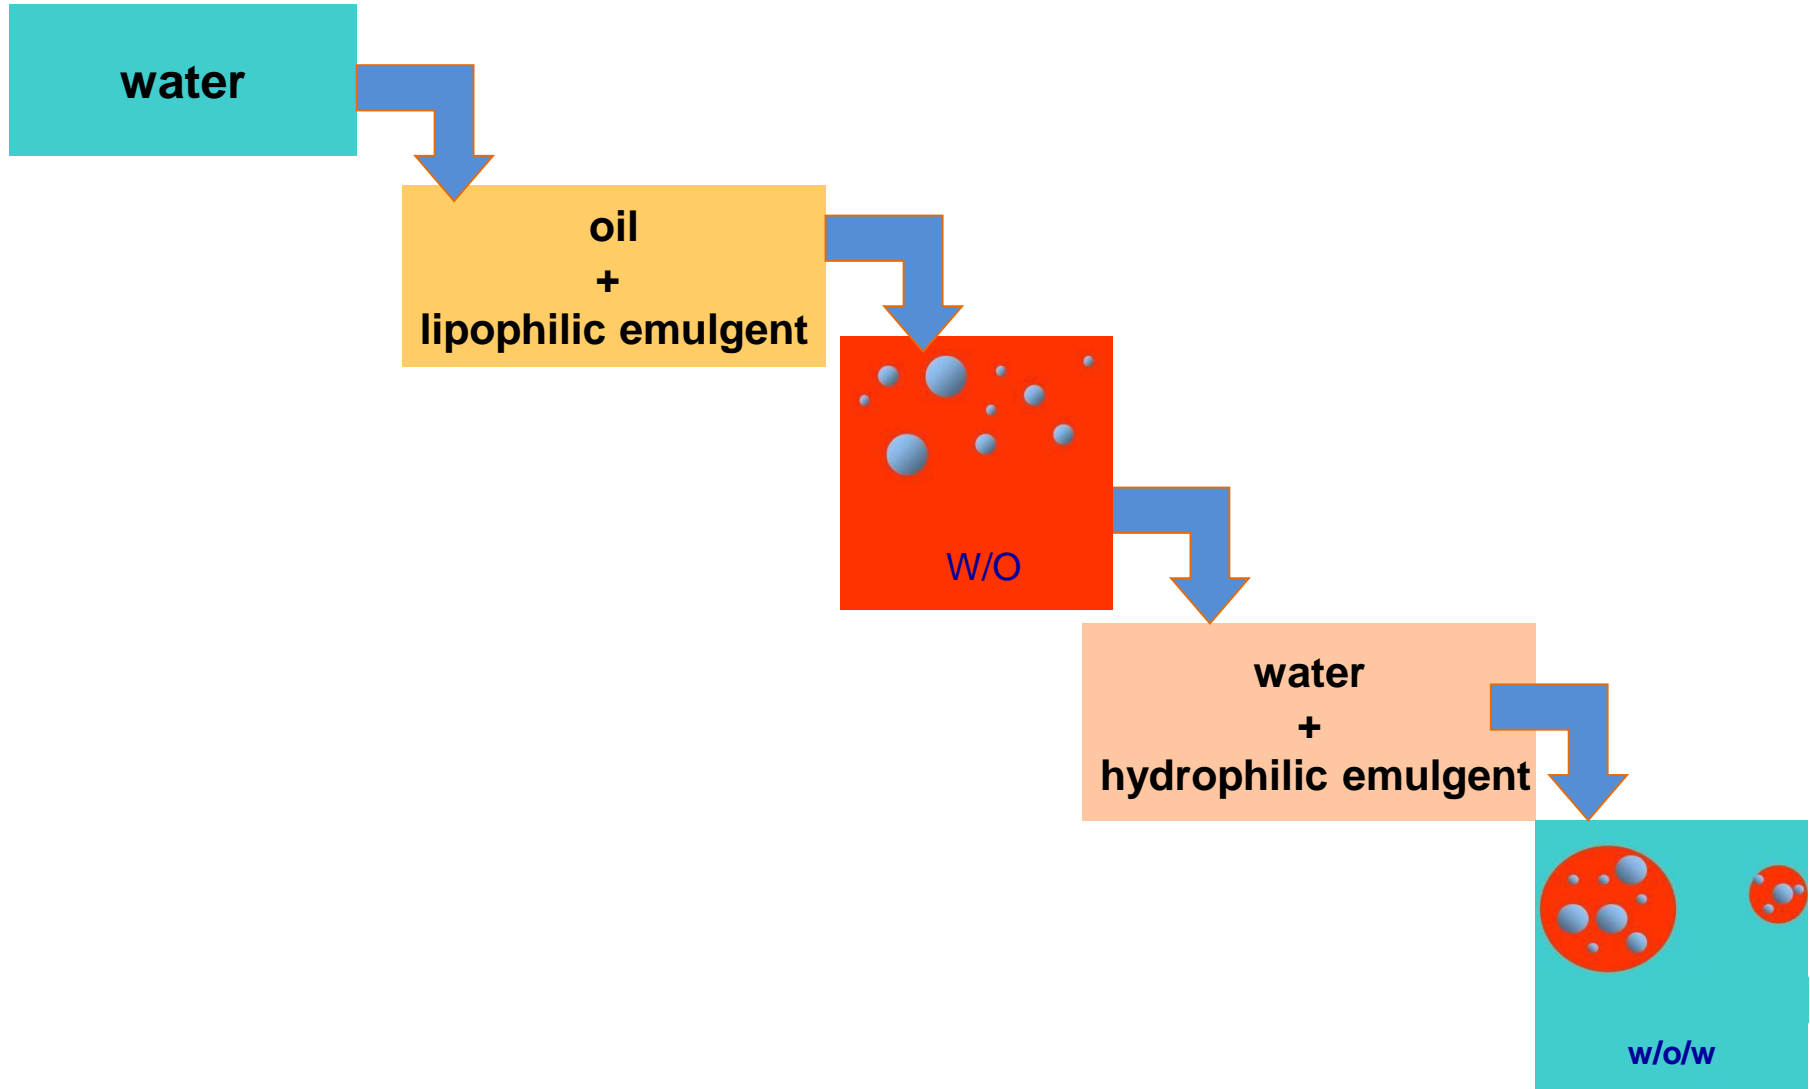 water
oil
+
lipophilic emulgent
W/O
water
+
hydrophilic emulgent
w/o/w